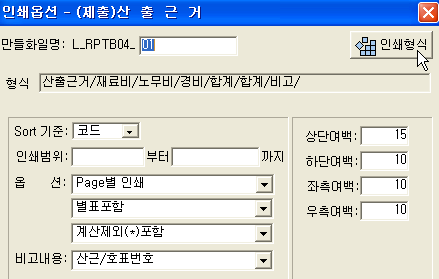 인쇄옵션 - (제출)산 출 근 거
만들화일명: L_RPTB04_ 01 인쇄형식
형식 산출근거/재료비/노무비/경비/합계/합계/비고/
Sort 기준: 코드
인쇄범위: 부터 까지
옵 션: Page별 인쇄
별표포함
계산제외(*)포함
비고내용: 산근/호표번호
상단여백: 15
하단여백: 10
좌측여백: 10
우측여백: 10